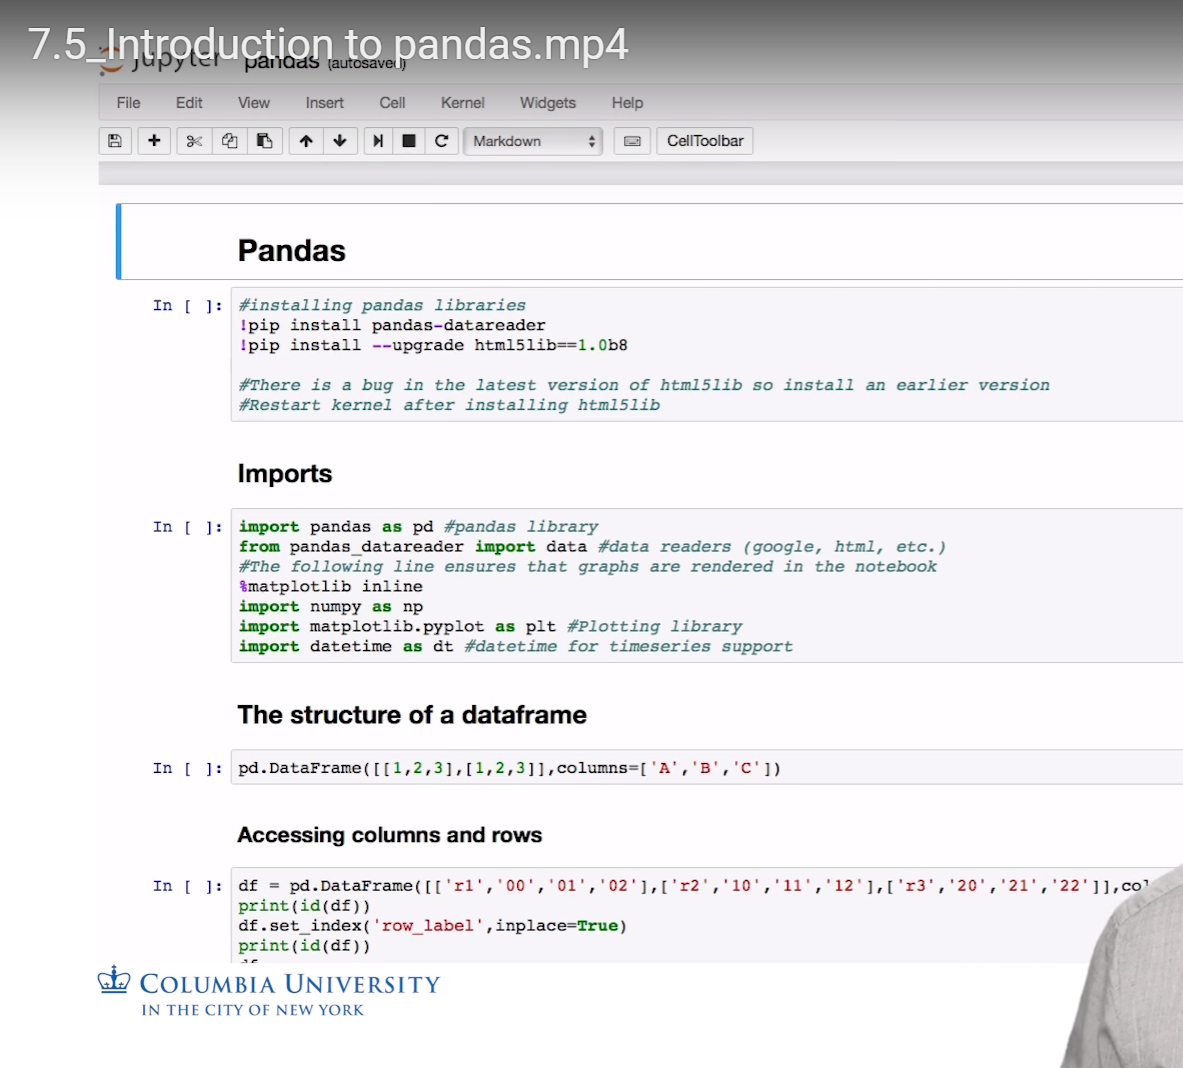 7.5_Introduction to pandas.mp4
jupyter pandas (autosaved)
File Edit View Insert Cell Kernel Widgets Help
Markdown CellToolbar
Pandas
In [ ]: #installing pandas libraries
!pip install pandas-datareader
!pip install --upgrade html5lib==1.0b8
#There is a bug in the latest version of html5lib so install an earlier version
#Restart kernel after installing html5lib
Imports
In [ ]: import pandas as pd #pandas library
from pandas_datareader import data #data readers (google, html, etc.)
#The following line ensures that graphs are rendered in the notebook
%matplotlib inline
import numpy as np
import matplotlib.pyplot as plt #Plotting library
import datetime as dt #datetime for timeseries support
The structure of a dataframe
In [ ]: pd.DataFrame([[1,2,3],[1,2,3]],columns=['A','B','C'])
Accessing columns and rows
In [ ]: df = pd.DataFrame([['r1','00','01','02'],['r2','10','11','12'],['r3','20','21','22']],col
print(id(df))
df.set_index('row_label',inplace=True)
print(id(df))
COLUMBIA UNIVERSITY
IN THE CITY OF NEW YORK